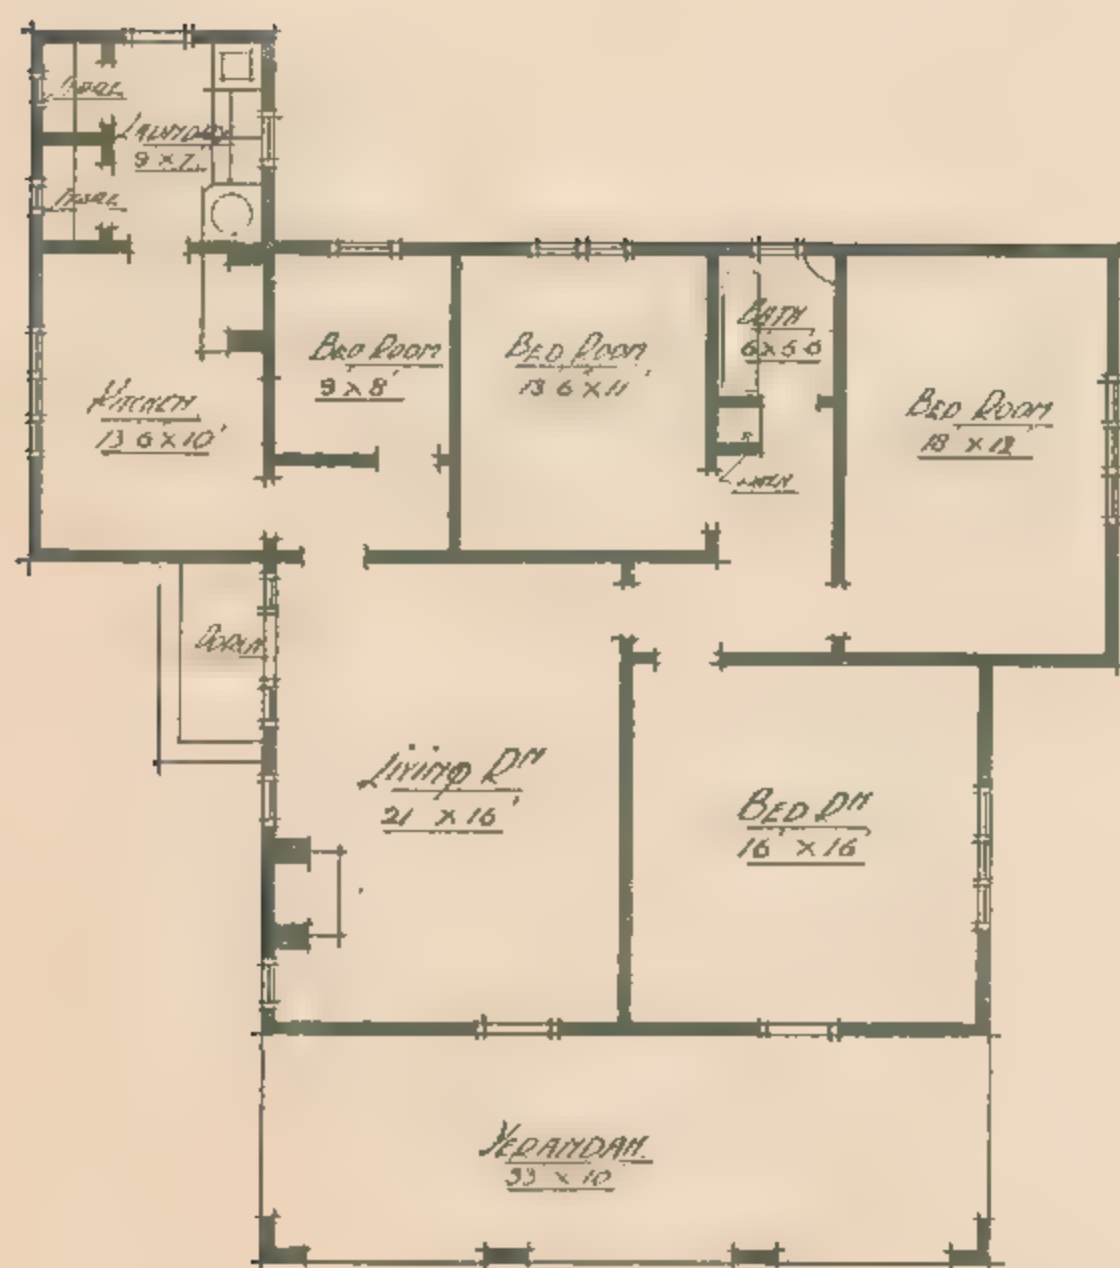 LAUNDRY
9 × 7
BED ROOM
9 × 8'
BED ROOM
13 6 × 11'
BATH
6 × 5 6
KITCHEN
13 6 × 10'
BED ROOM
18 × 12
LINEN
PORCH
LIVING RM
21 × 16'
BED RM
16' × 16'
VERANDAH
33 × 10